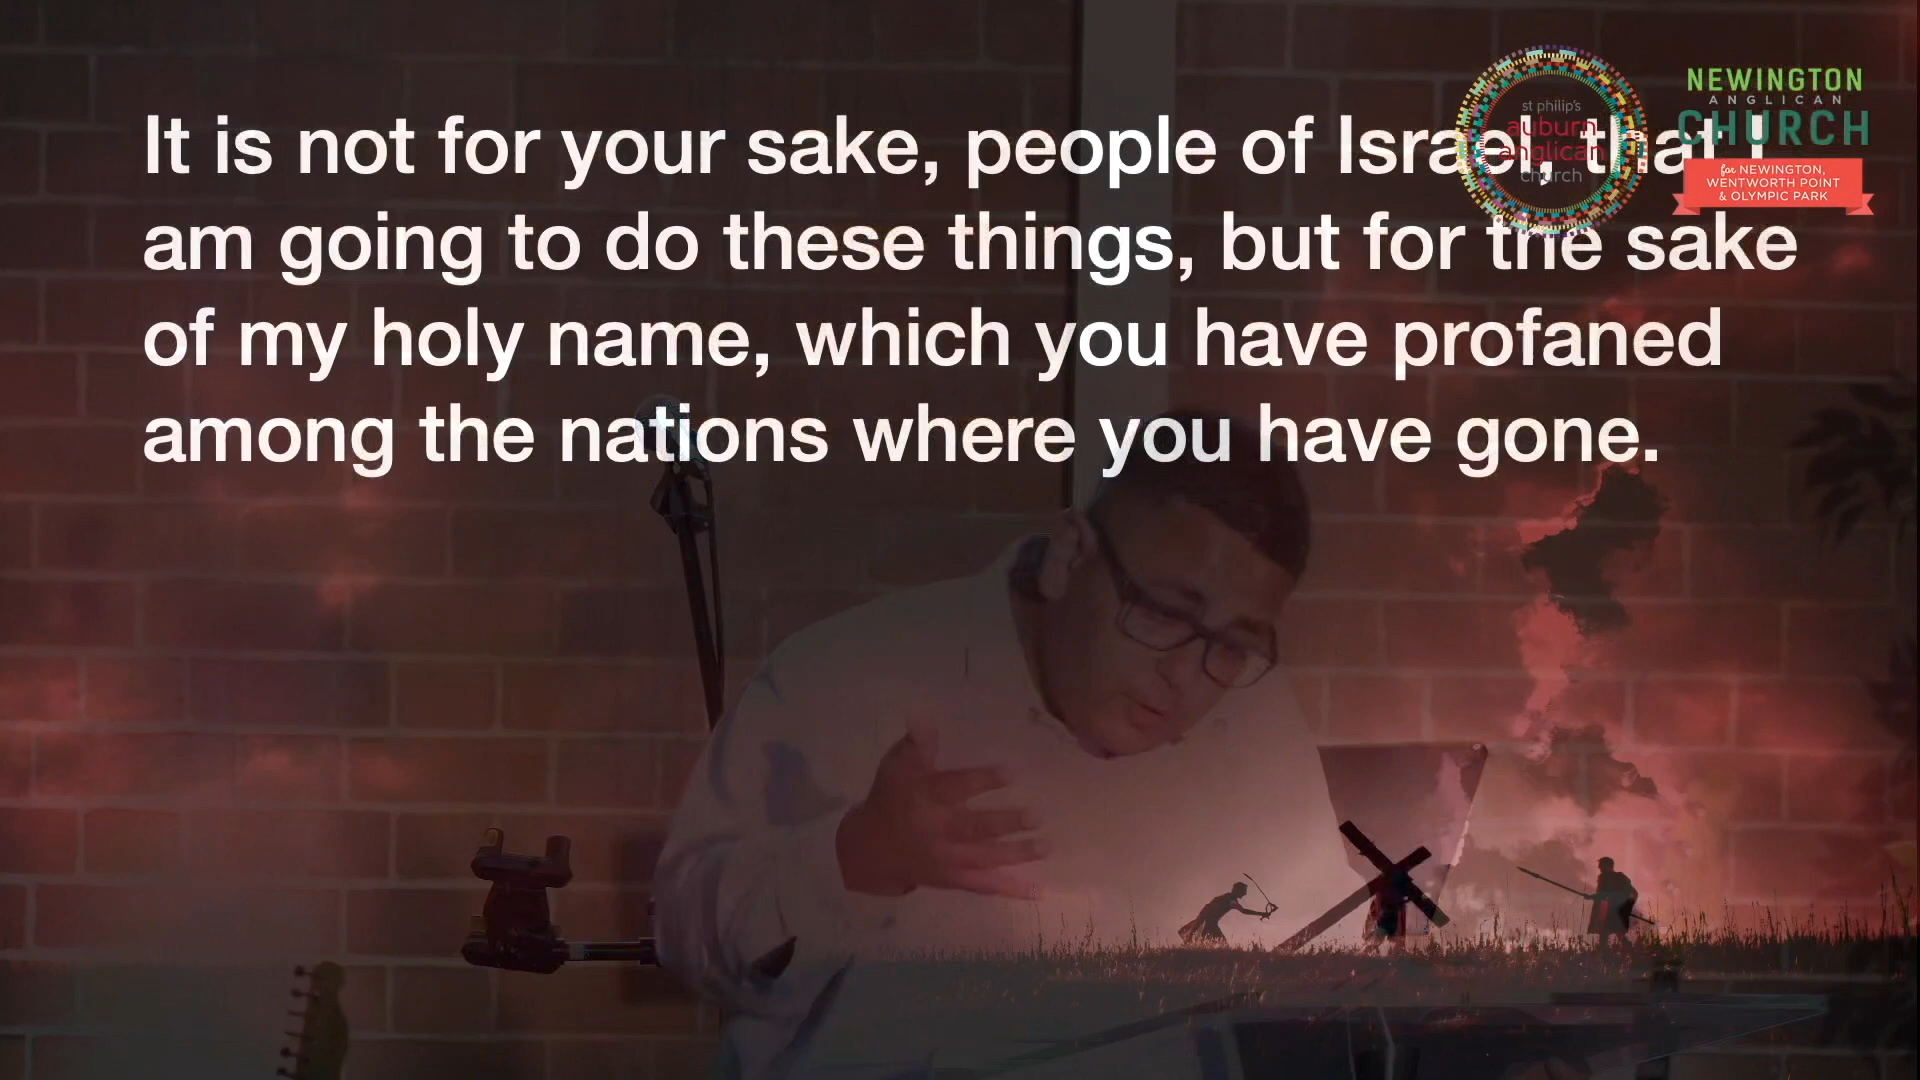 It is not for your sake, people of Israel, that I
am going to do these things, but for the sake
of my holy name, which you have profaned
among the nations where you have gone.
st philip's
auburn
anglican
church
NEWINGTON
ANGLICAN
CHURCH
for NEWINGTON,
WENTWORTH POINT
& OLYMPIC PARK